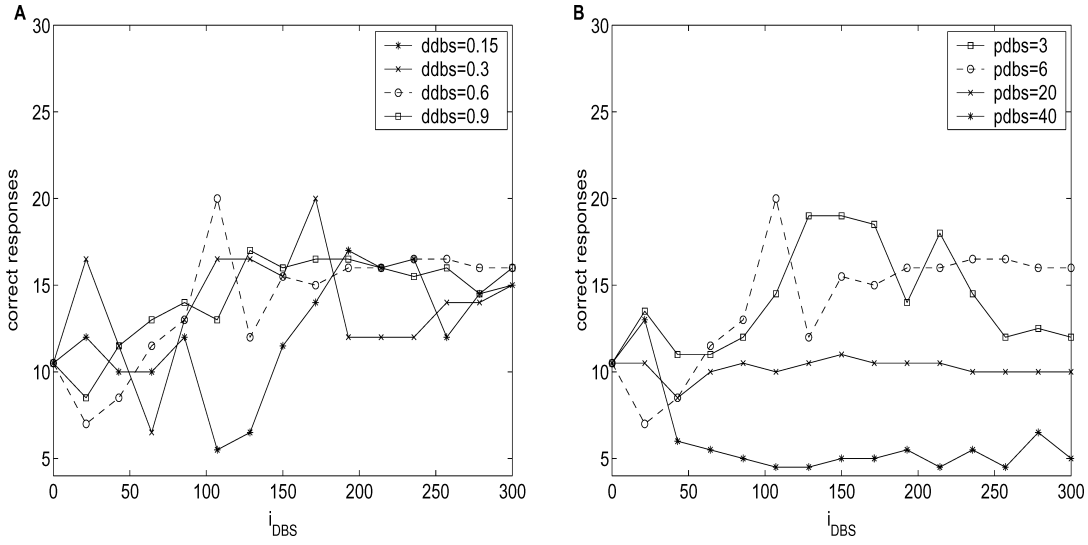 A
30
25
20
15
10
5
0
50
100
150
200
250
300
correct responses
i_DBS
ddbs=0.15
ddbs=0.3
ddbs=0.6
ddbs=0.9
B
30
25
20
15
10
5
0
50
100
150
200
250
300
correct responses
i_DBS
pdbs=3
pdbs=6
pdbs=20
pdbs=40